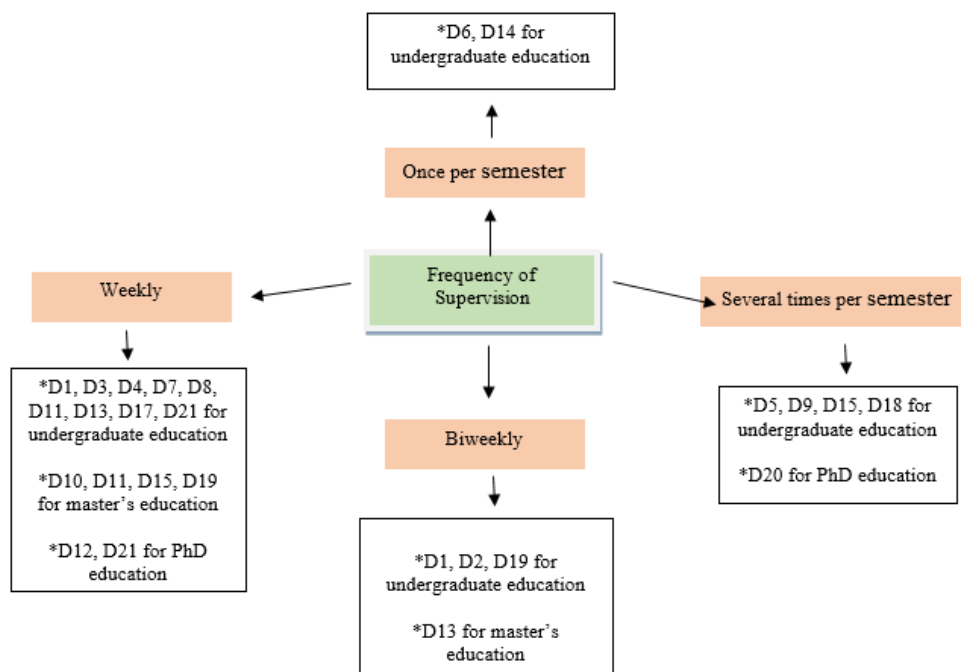 *D6, D14 for
undergraduate education
Once per semester
Frequency of
Supervision
Weekly
Several times per semester
*D1, D3, D4, D7, D8,
D11, D13, D17, D21 for
undergraduate education
*D10, D11, D15, D19
for master’s education
*D12, D21 for PhD
education
Biweekly
*D5, D9, D15, D18 for
undergraduate education
*D20 for PhD education
*D1, D2, D19 for
undergraduate education
*D13 for master’s
education